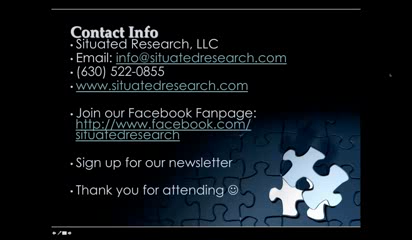 Contact Info
• Situated Research, LLC
• Email: info@situatedresearch.com
• (630) 522-0855
• www.situatedresearch.com
• Join our Facebook Fanpage:
http://www.facebook.com/
situatedresearch
• Sign up for our newsletter
• Thank you for attending ☺